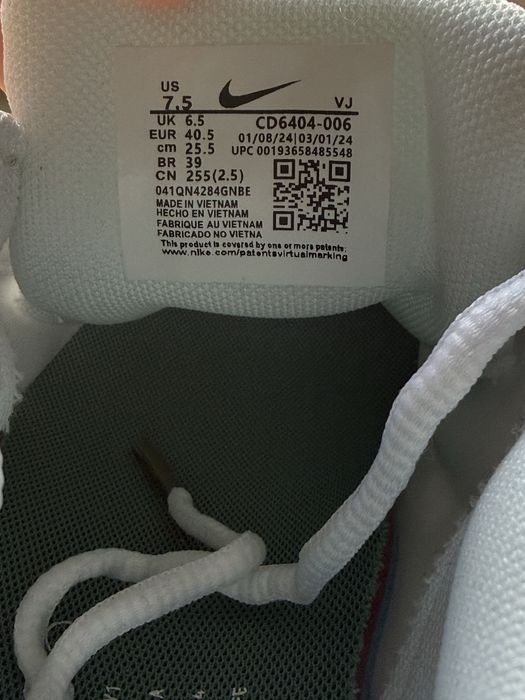 US
7.5 VJ
UK 6.5 CD6404-006
EUR 40.5 01/08/24|03/01/24
cm 25.5 UPC 00193658485548
BR 39
CN 255(2.5)
041QN4284GNBE
MADE IN VIETNAM
HECHO EN VIETNAM
FABRIQUE AU VIETNAM
FABRICADO NO VIETNA
This product is covered by one or more patents:
www.nike.com/patentsvirtualmarking